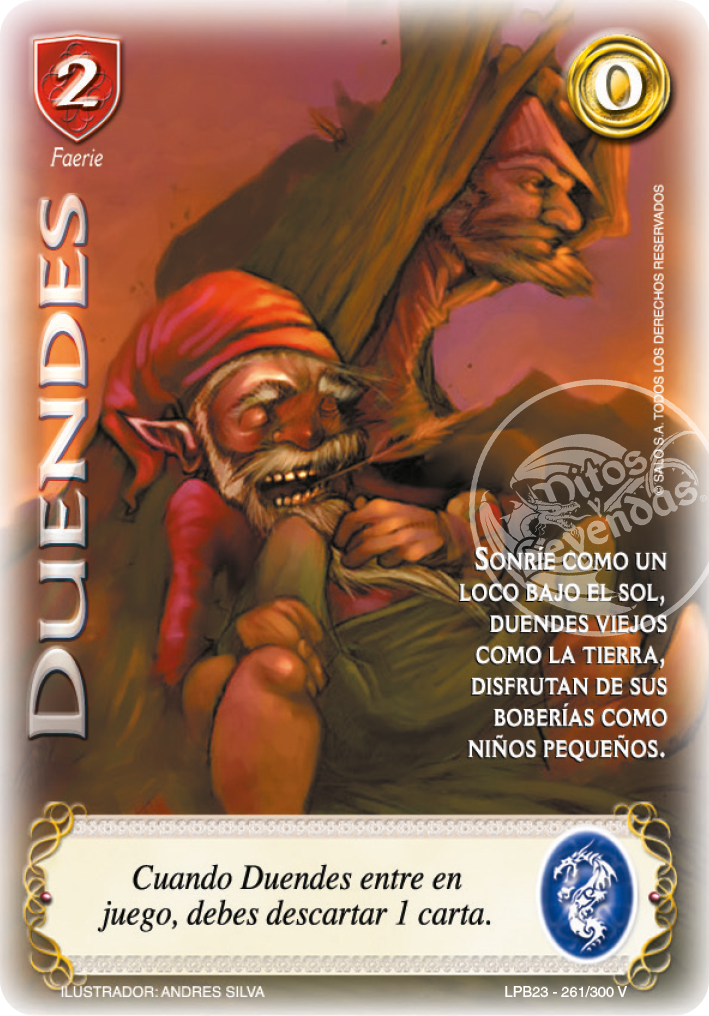 2
0
Faerie
DUENDES
© SALO S.A. TODOS LOS DERECHOS RESERVADOS
Mitos
Leyendas.
SONRÍE COMO UN
LOCO BAJO EL SOL,
DUENDES VIEJOS
COMO LA TIERRA,
DISFRUTAN DE SUS
BOBERÍAS COMO
NIÑOS PEQUEÑOS.
Cuando Duendes entre en
juego, debes descartar 1 carta.
ILUSTRADOR: ANDRES SILVA
LPB23 - 261/300 V